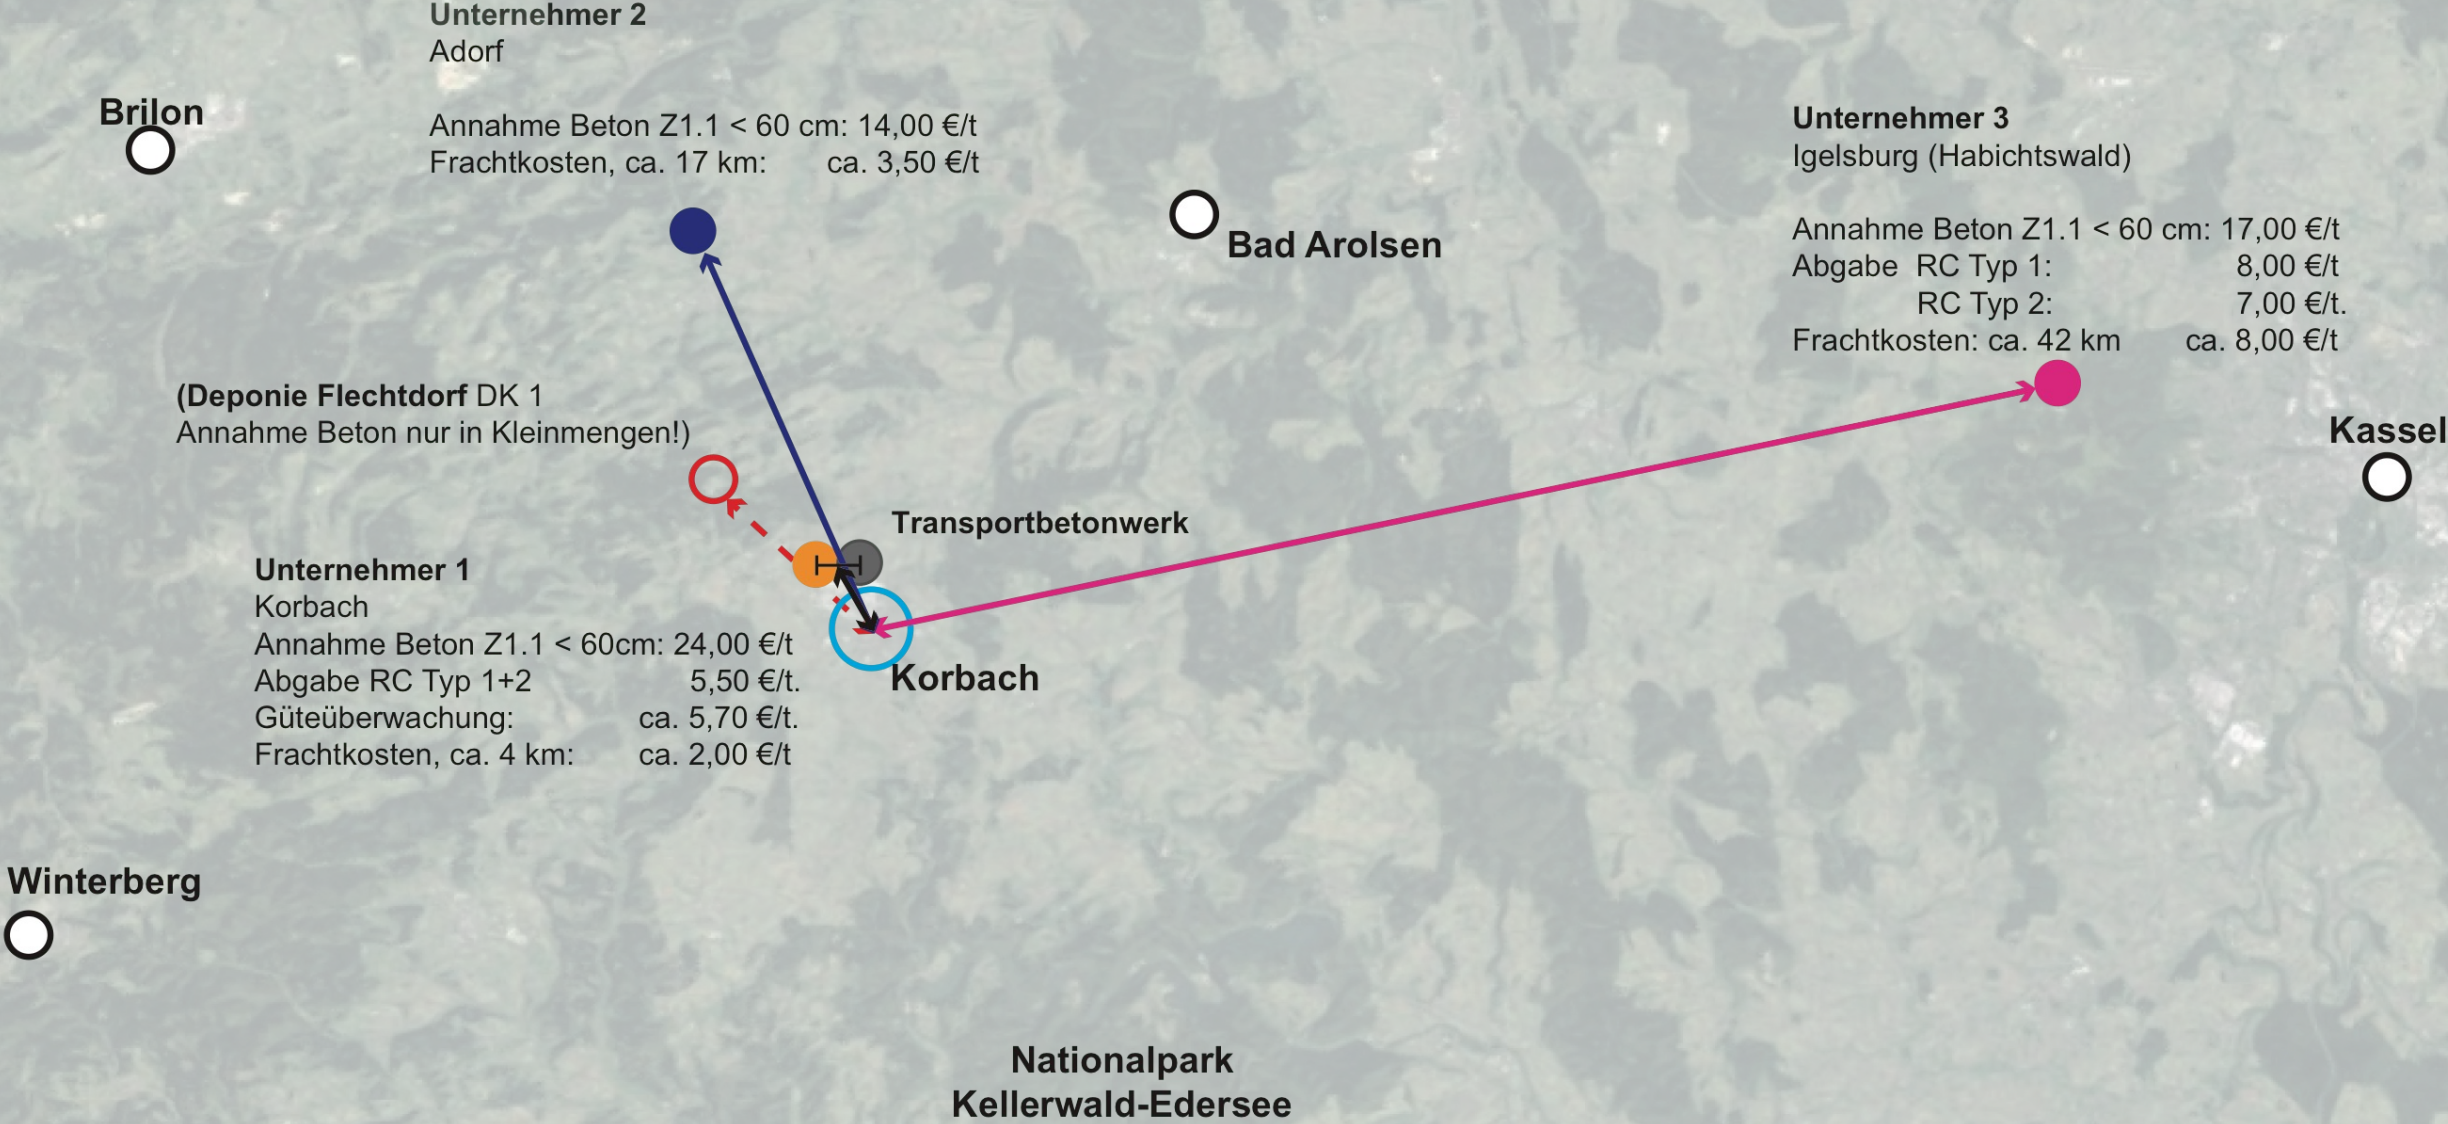 Unternehmer 2
Adorf
Annahme Beton Z1.1 < 60 cm: 14,00 €/t
Frachtkosten, ca. 17 km: ca. 3,50 €/t
Brilon
Unternehmer 3
Igelsburg (Habichtswald)
Annahme Beton Z1.1 < 60 cm: 17,00 €/t
Abgabe RC Typ 1: 8,00 €/t
RC Typ 2: 7,00 €/t.
Frachtkosten: ca. 42 km ca. 8,00 €/t
Bad Arolsen
(Deponie Flechtdorf DK 1
Annahme Beton nur in Kleinmengen!)
Kassel
Transportbetonwerk
Unternehmer 1
Korbach
Annahme Beton Z1.1 < 60cm: 24,00 €/t
Abgabe RC Typ 1+2 5,50 €/t.
Güteüberwachung: ca. 5,70 €/t.
Frachtkosten, ca. 4 km: ca. 2,00 €/t
Korbach
Winterberg
Nationalpark
Kellerwald-Edersee